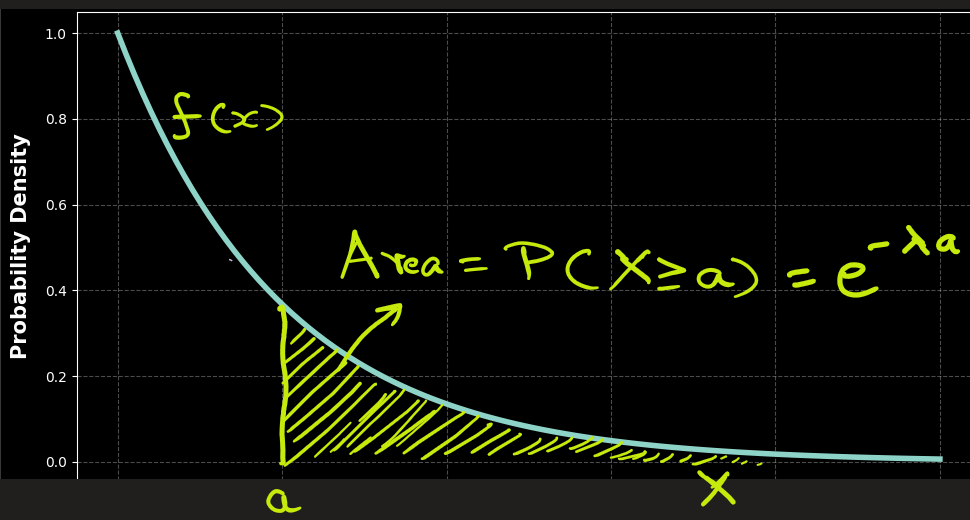 1.0
f(x)
0.8
Probability Density
0.6
Area = P(X ≥ a) = e^{-λa}
0.4
0.2
0.0
a
x